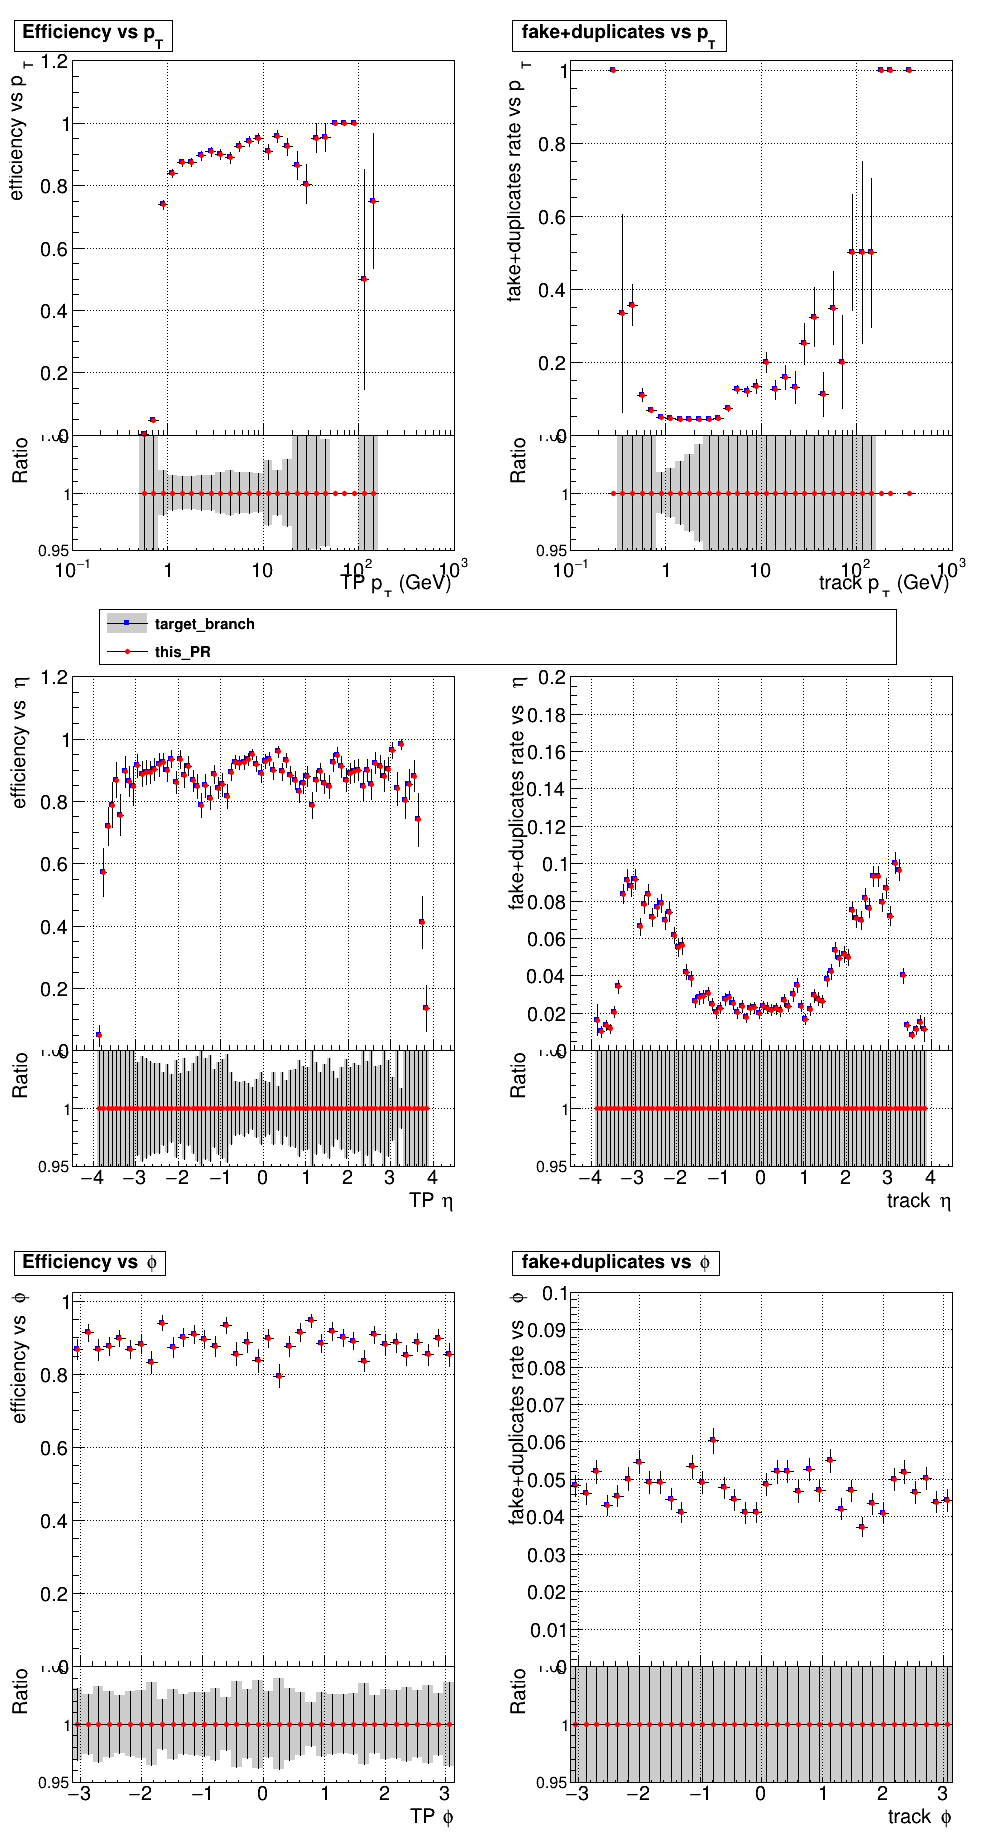 Efficiency vs p_T
fake+duplicates vs p_T
efficiency vs p_T
1.2
1
0.8
0.6
0.4
0.2
0
Ratio
1
0.95
10^-1
1
10
10^2
10^3
TP p_T (GeV)
fake+duplicates rate vs p_T
1
0.8
0.6
0.4
0.2
0
Ratio
1
0.95
10^-1
1
10
10^2
10^3
track p_T (GeV)
target_branch
this_PR
efficiency vs η
1.2
1
0.8
0.6
0.4
0.2
0
Ratio
1
0.95
−4 −3 −2 −1 0 1 2 3 4
TP η
fake+duplicates rate vs η
0.2
0.18
0.16
0.14
0.12
0.1
0.08
0.06
0.04
0.02
0
Ratio
1
0.95
−4 −3 −2 −1 0 1 2 3 4
track η
Efficiency vs ϕ
fake+duplicates vs ϕ
efficiency vs ϕ
1
0.8
0.6
0.4
0.2
0
Ratio
1
0.95
−3 −2 −1 0 1 2 3
TP ϕ
fake+duplicates rate vs ϕ
0.1
0.09
0.08
0.07
0.06
0.05
0.04
0.03
0.02
0.01
0
Ratio
1
0.95
−3 −2 −1 0 1 2 3
track ϕ